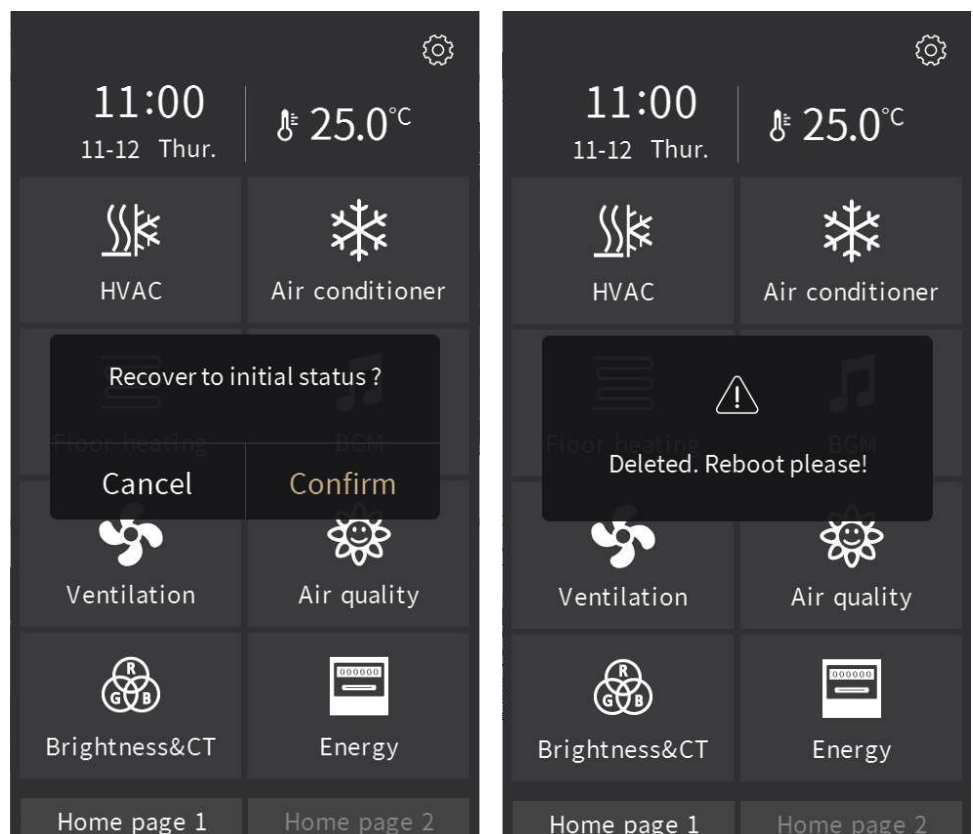 11:00
11-12 Thur.
25.0°C
HVAC
Air conditioner
Recover to initial status ?
Floor heating
BGM
Cancel
Confirm
Ventilation
Air quality
R
G B
Brightness&CT
000000
Energy
Home page 1
Home page 2
11:00
11-12 Thur.
25.0°C
HVAC
Air conditioner
Floor heating
BGM
Deleted. Reboot please!
Ventilation
Air quality
R
G B
Brightness&CT
000000
Energy
Home page 1
Home page 2